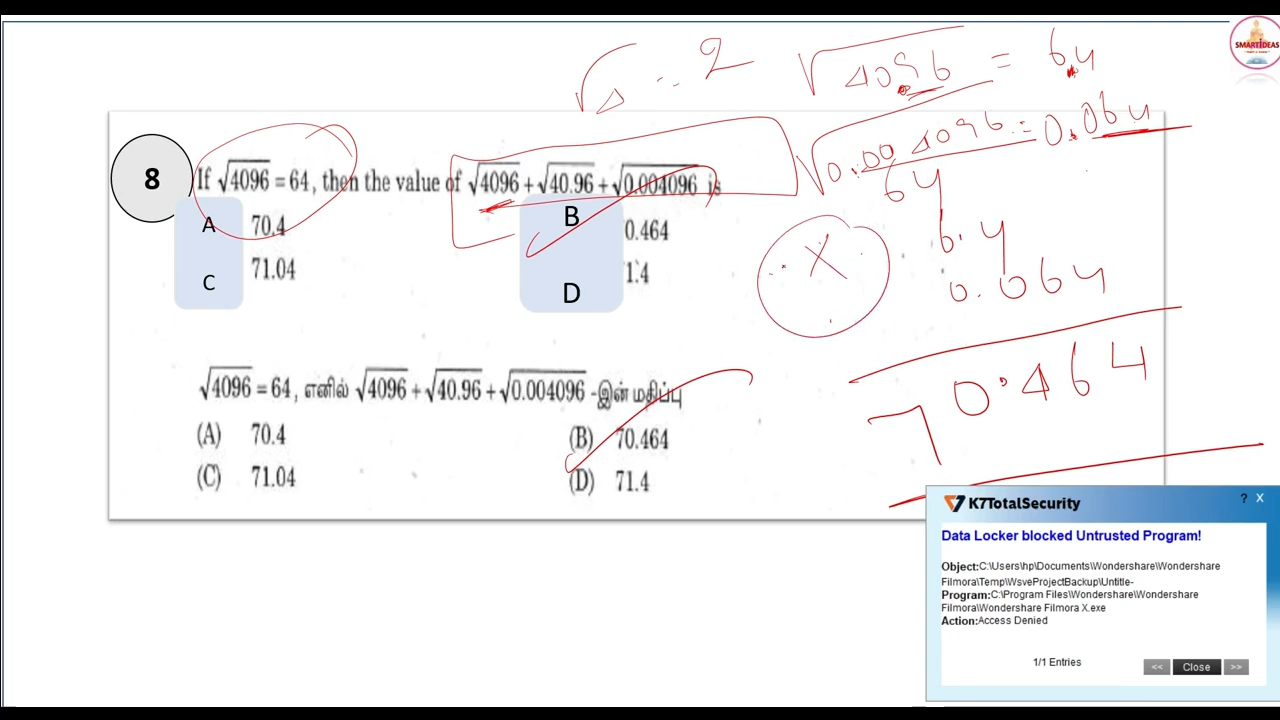 SMARTIDEAS
√4 = 2
√4096 = 64
√0.004096 = 0.064
8
If √4096 = 64, then the value of √4096 + √40.96 + √0.004096 is
A 70.4
B 0.464
C 71.04
D 1.4
64
6.4
0.064
70.464
√4096 = 64, எனில் √4096 + √40.96 + √0.004096 -இன் மதிப்பு
(A) 70.4 (B) 70.464
(C) 71.04 (D) 71.4
K7TotalSecurity ? X
Data Locker blocked Untrusted Program!
Object:C:\Users\hp\Documents\Wondershare\Wondershare
Filmora\Temp\WsveProjectBackup\Untitle-
Program:C:\Program Files\Wondershare\Wondershare
Filmora\Wondershare Filmora X.exe
Action:Access Denied
1/1 Entries
<< Close >>